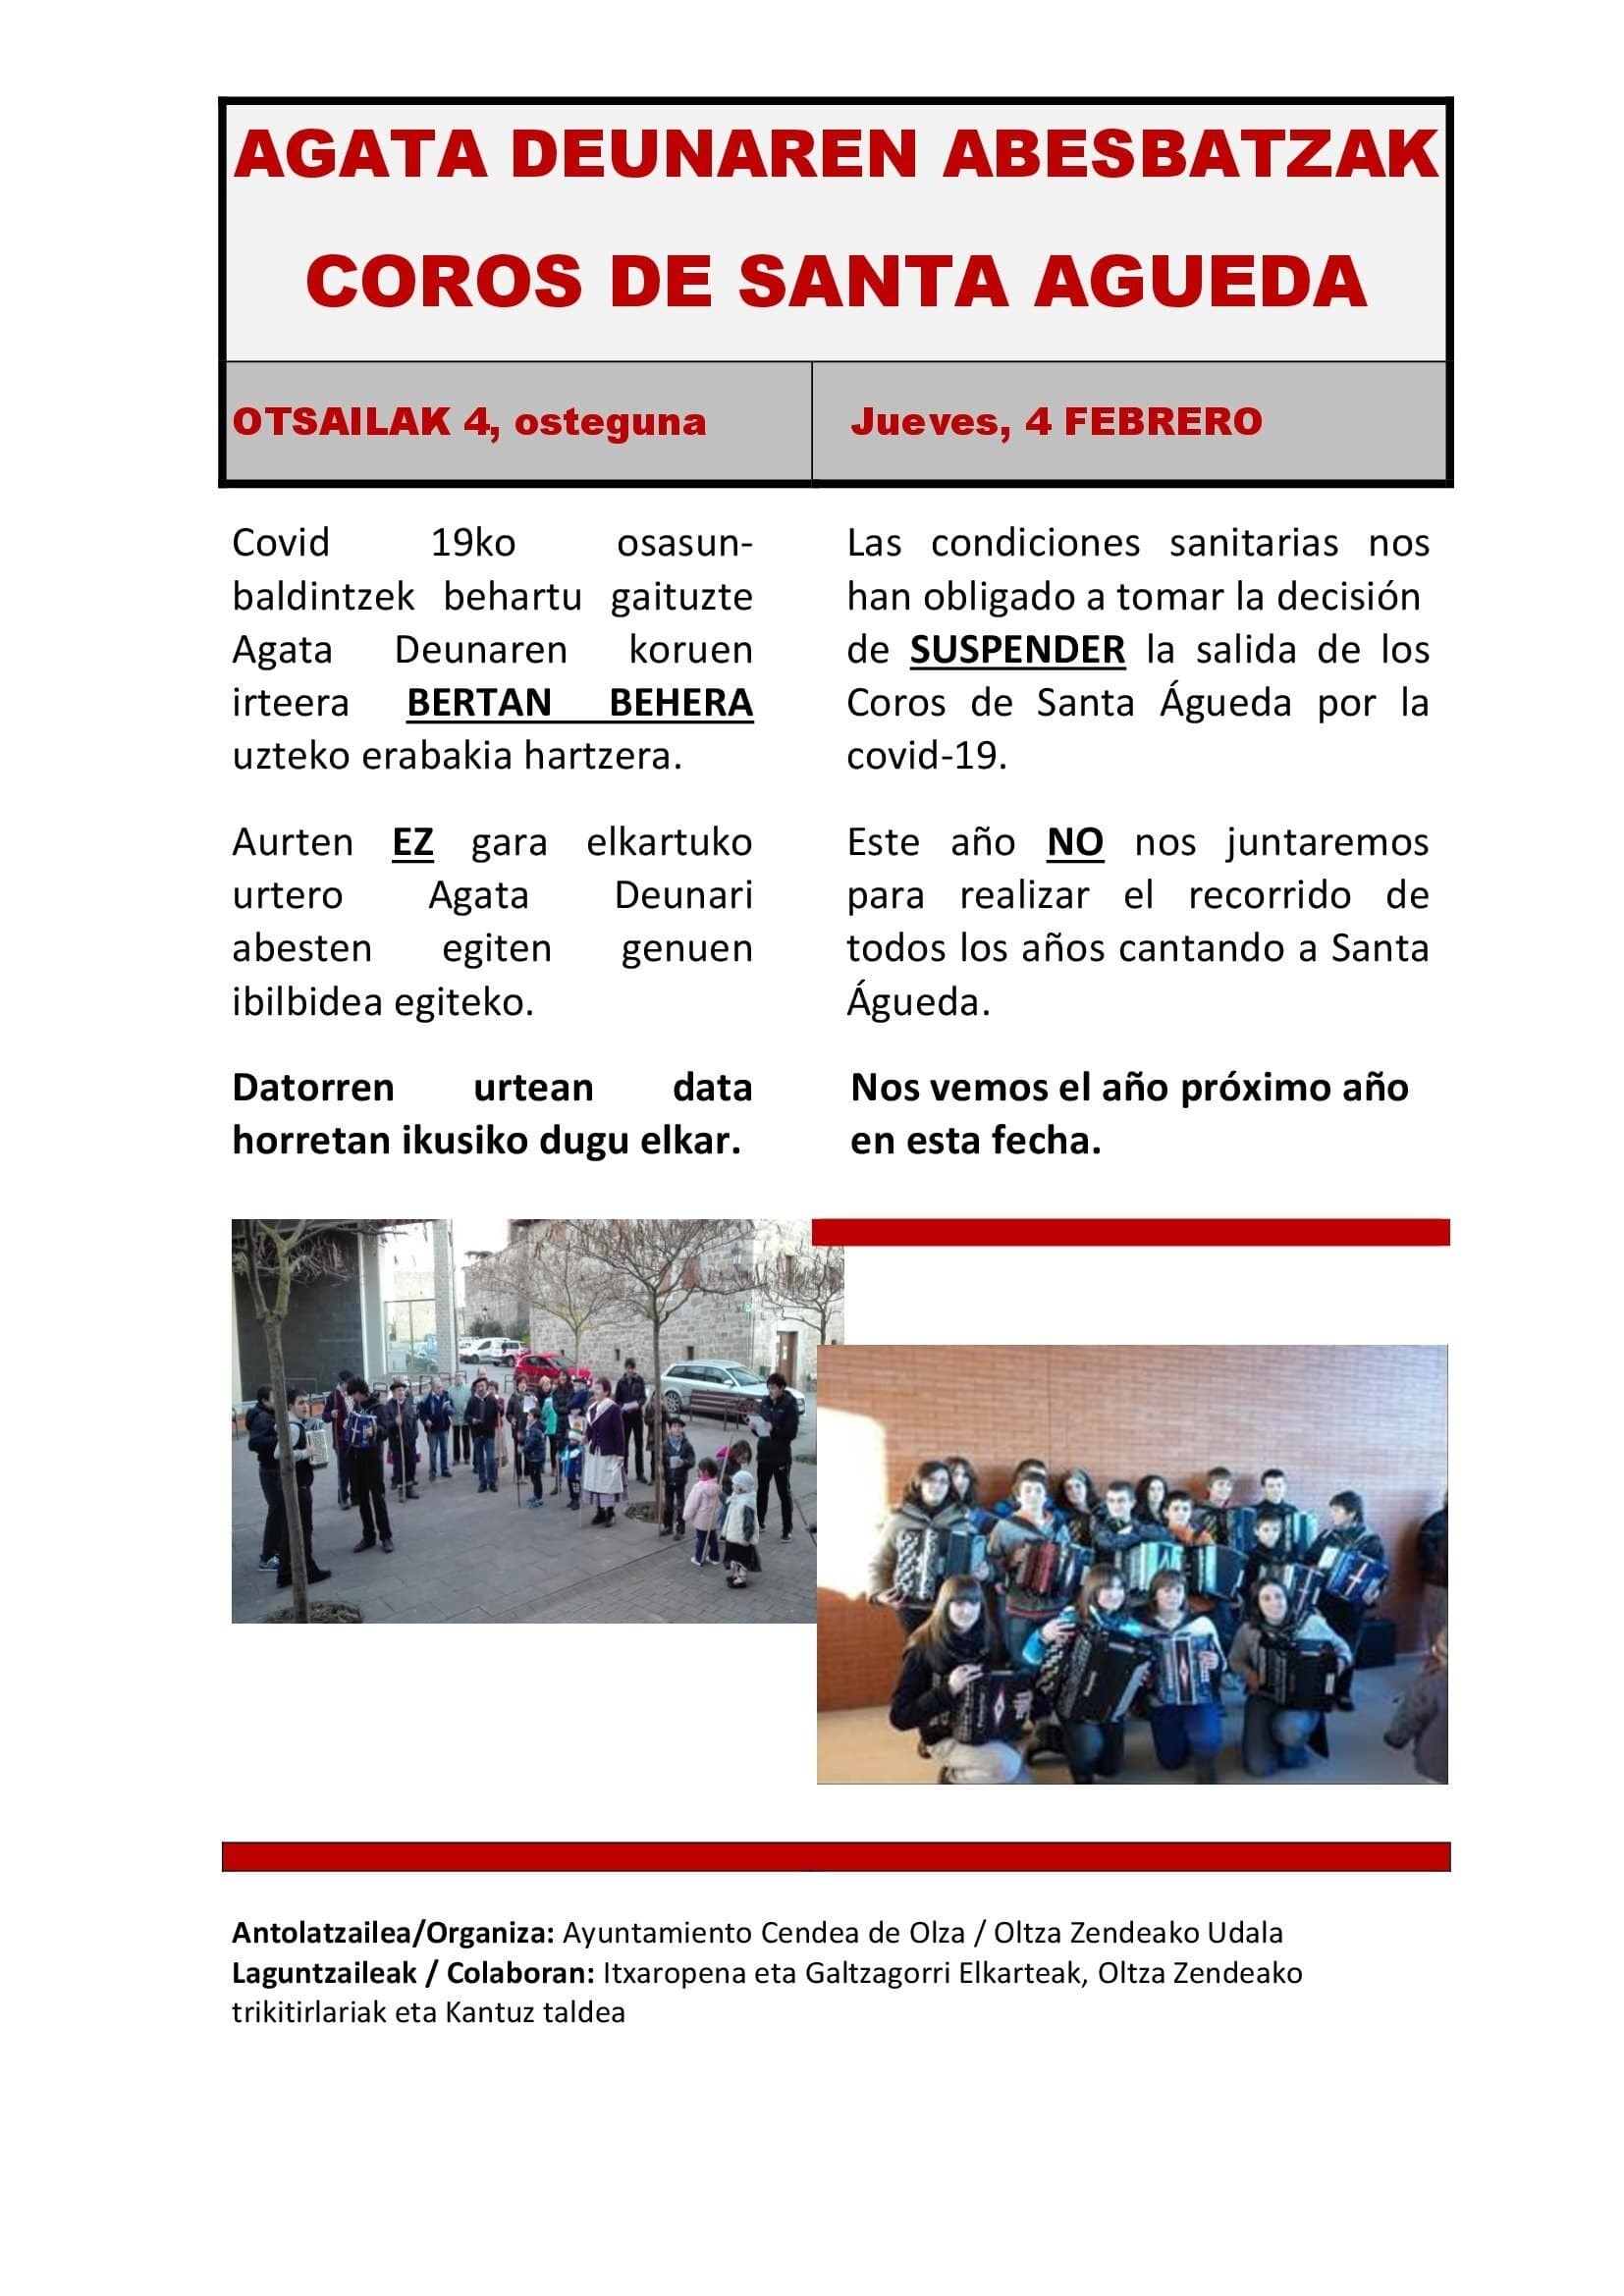 AGATA DEUNAREN ABESBATZAK
COROS DE SANTA AGUEDA
OTSAILAK 4, osteguna
Jueves, 4 FEBRERO
Covid 19ko osasun-
baldintzek behartu gaituzte
Agata Deunaren koruen
irteera BERTAN BEHERA
uzteko erabakia hartzera.
Aurten EZ gara elkartuko
urtero Agata Deunari
abesten egiten genuen
ibilbidea egiteko.
Datorren urtean data
horretan ikusiko dugu elkar.
Las condiciones sanitarias nos
han obligado a tomar la decisión
de SUSPENDER la salida de los
Coros de Santa Águeda por la
covid-19.
Este año NO nos juntaremos
para realizar el recorrido de
todos los años cantando a Santa
Águeda.
Nos vemos el año próximo año
en esta fecha.
Antolatzailea/Organiza: Ayuntamiento Cendea de Olza / Oltza Zendeako Udala
Laguntzaileak / Colaboran: Itxaropena eta Galtzagorri Elkarteak, Oltza Zendeako
trikitirlariak eta Kantuz taldea